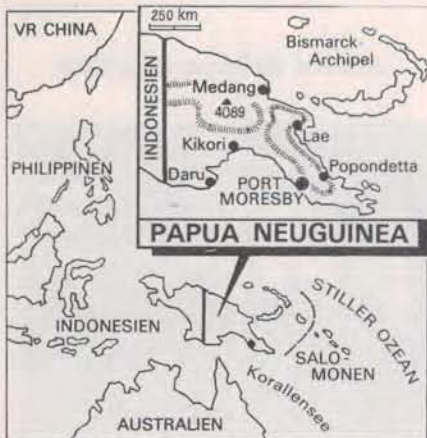 VR CHINA
250 km
Bismarck-
Archipel
INDONESIEN
Medang
4089
Lae
Kikori
Popondetta
Daru
PORT
MORESBY
PHILIPPINEN
PAPUA NEUGUINEA
INDONESIEN
STILLER OZEAN
SALO-
MONEN
Korallensee
AUSTRALIEN